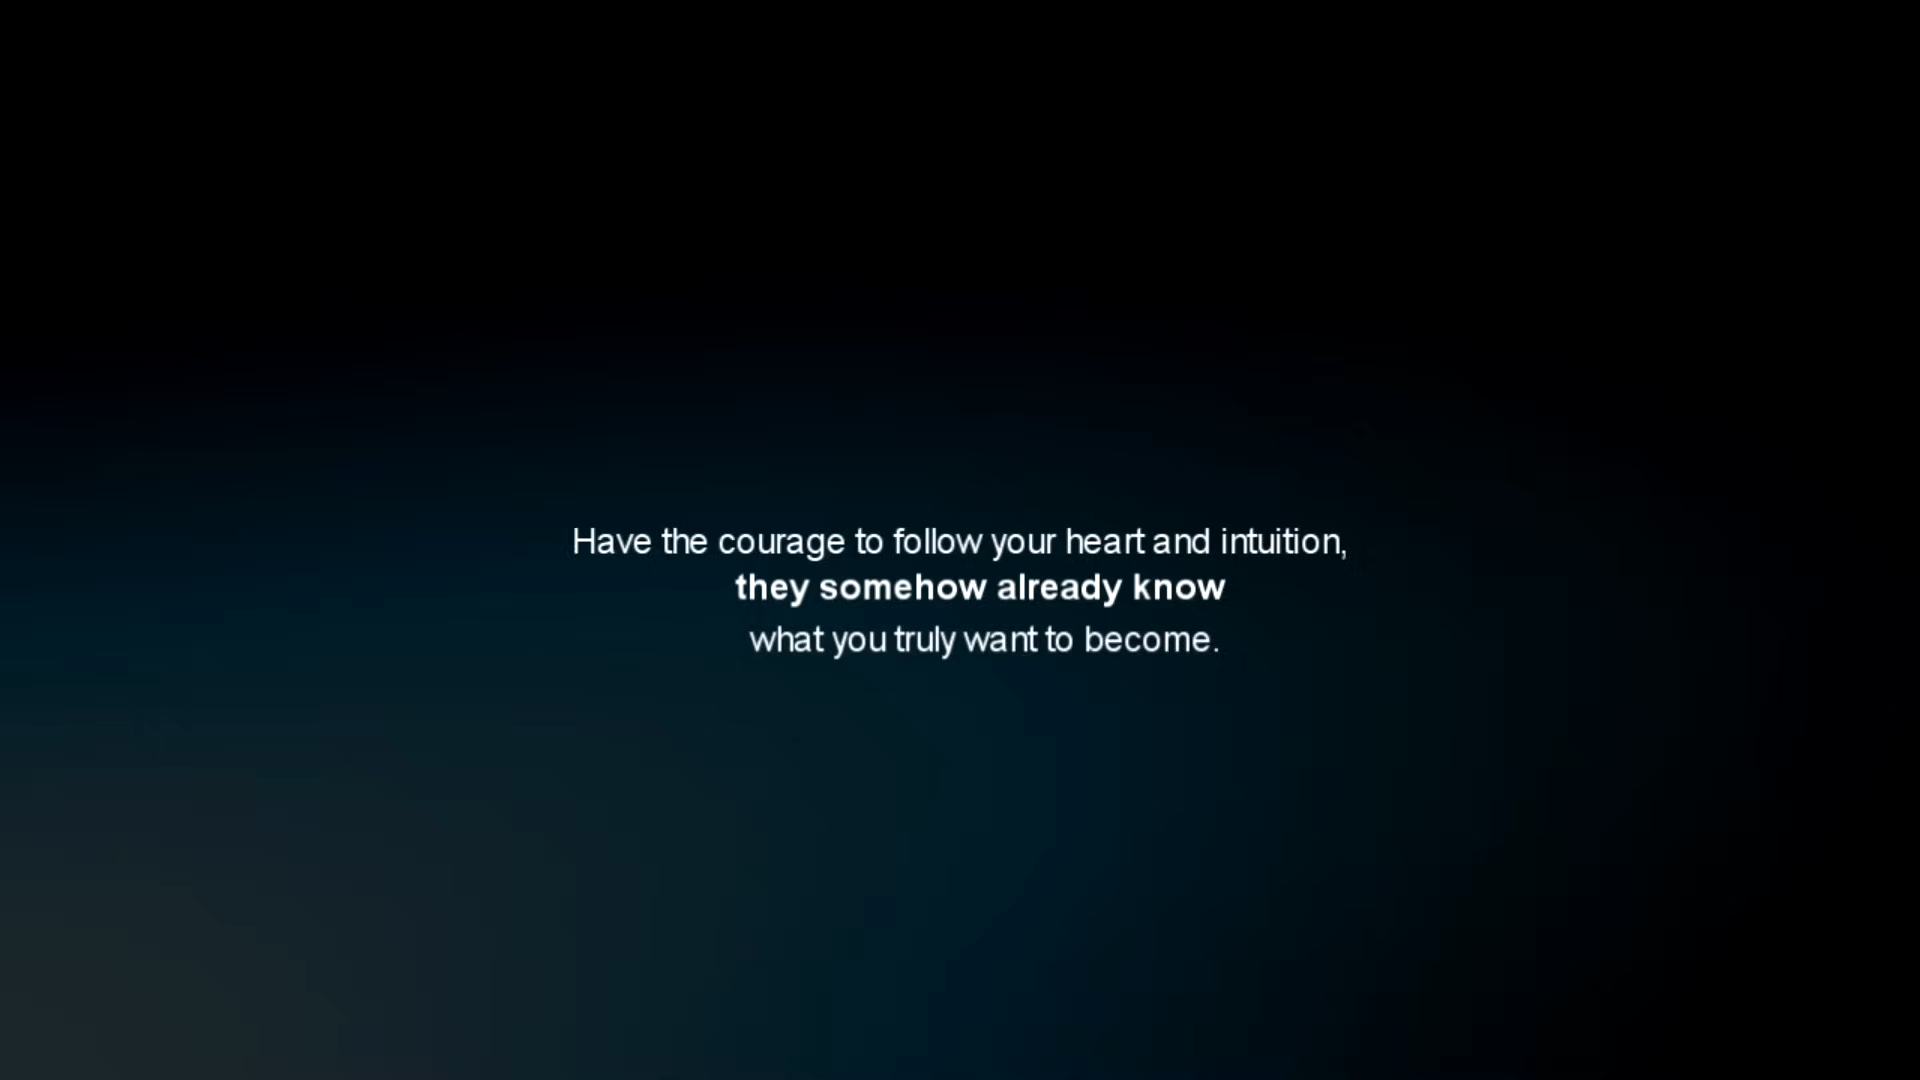 Have the courage to follow your heart and intuition,
they somehow already know
what you truly want to become.